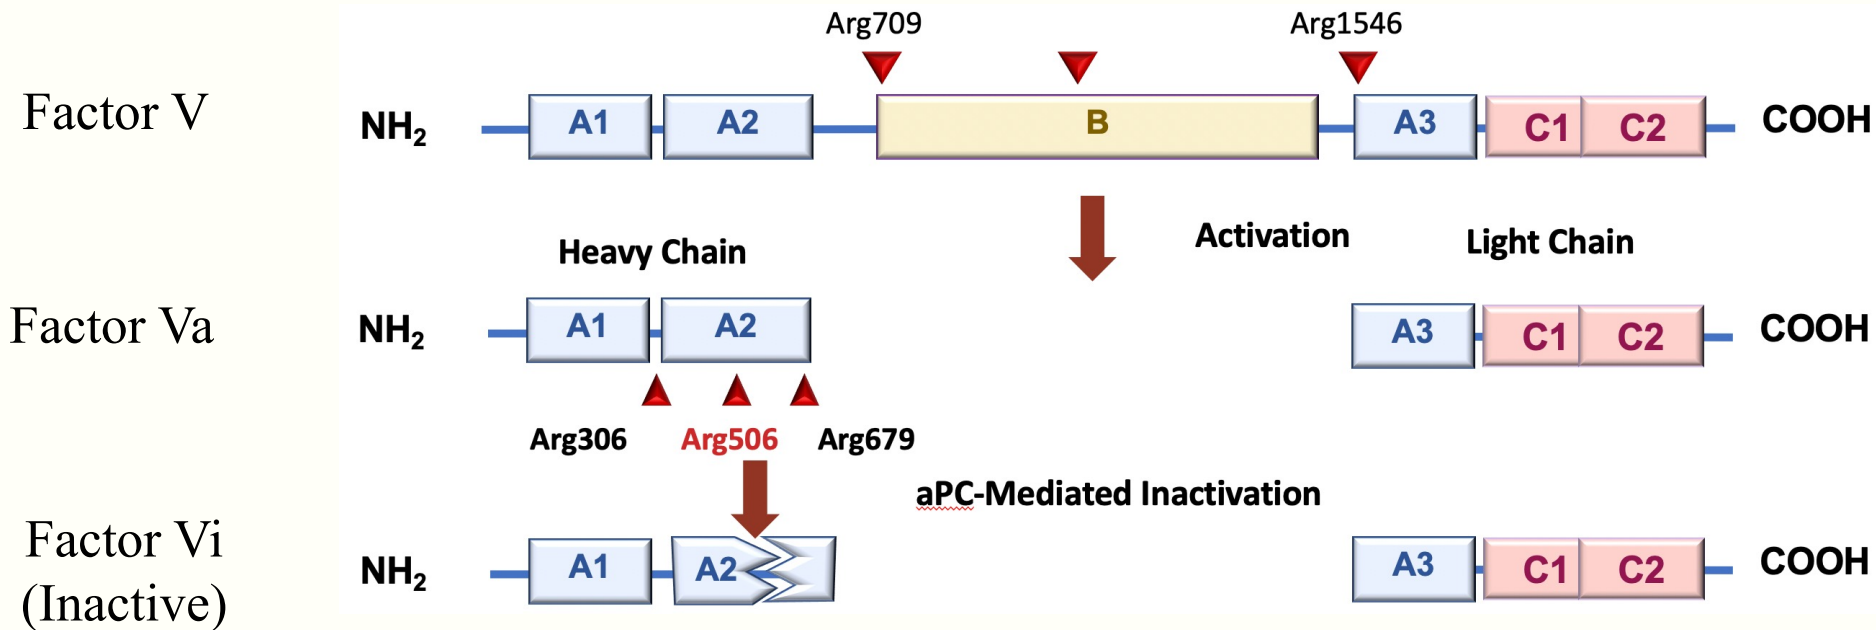 Arg709 Arg1546
Factor V NH2 A1 A2 B A3 C1 C2 COOH
Activation
Heavy Chain Light Chain
Factor Va NH2 A1 A2 A3 C1 C2 COOH
Arg306 Arg506 Arg679
aPC-Mediated Inactivation
Factor Vi NH2 A1 A2 A3 C1 C2 COOH
(Inactive)